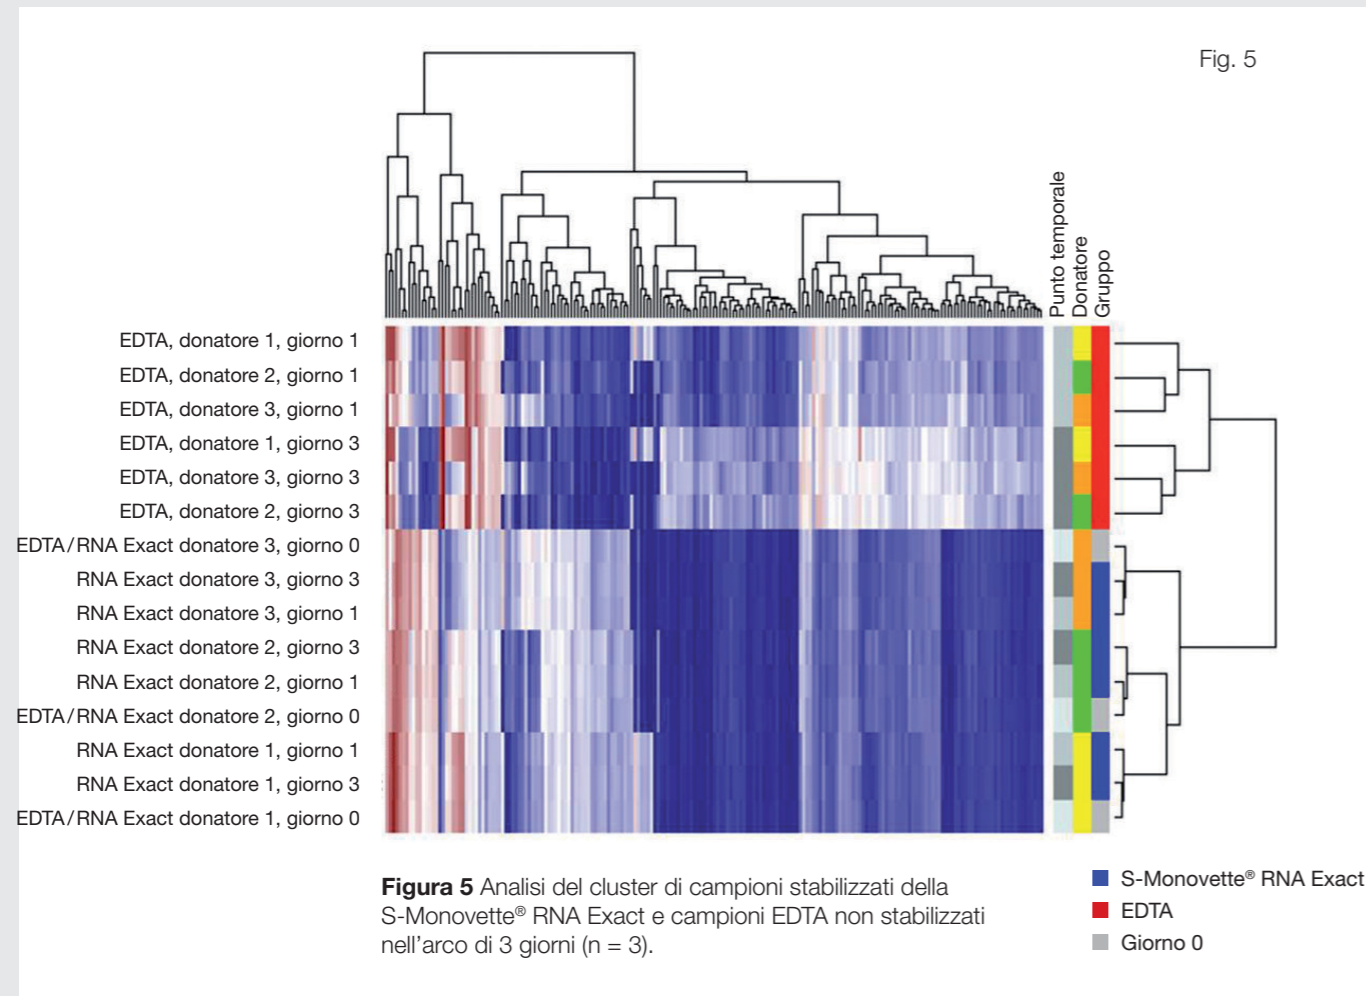 Fig. 5
Punto temporale
Donatore
Gruppo
EDTA, donatore 1, giorno 1
EDTA, donatore 2, giorno 1
EDTA, donatore 3, giorno 1
EDTA, donatore 1, giorno 3
EDTA, donatore 3, giorno 3
EDTA, donatore 2, giorno 3
EDTA/RNA Exact donatore 3, giorno 0
RNA Exact donatore 3, giorno 3
RNA Exact donatore 3, giorno 1
RNA Exact donatore 2, giorno 3
RNA Exact donatore 2, giorno 1
EDTA/RNA Exact donatore 2, giorno 0
RNA Exact donatore 1, giorno 1
RNA Exact donatore 1, giorno 3
EDTA/RNA Exact donatore 1, giorno 0
Figura 5 Analisi del cluster di campioni stabilizzati della
S-Monovette® RNA Exact e campioni EDTA non stabilizzati
nell'arco di 3 giorni (n = 3).
S-Monovette® RNA Exact
EDTA
Giorno 0